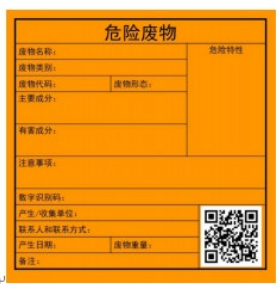 危险废物
废物名称：
危险特性
废物类别：
废物代码：
废物形态：
主要成分：
有害成分：
注意事项：
数字识别码：
产生/收集单位：
联系人和联系方式：
产生日期：
废物重量：
备注：